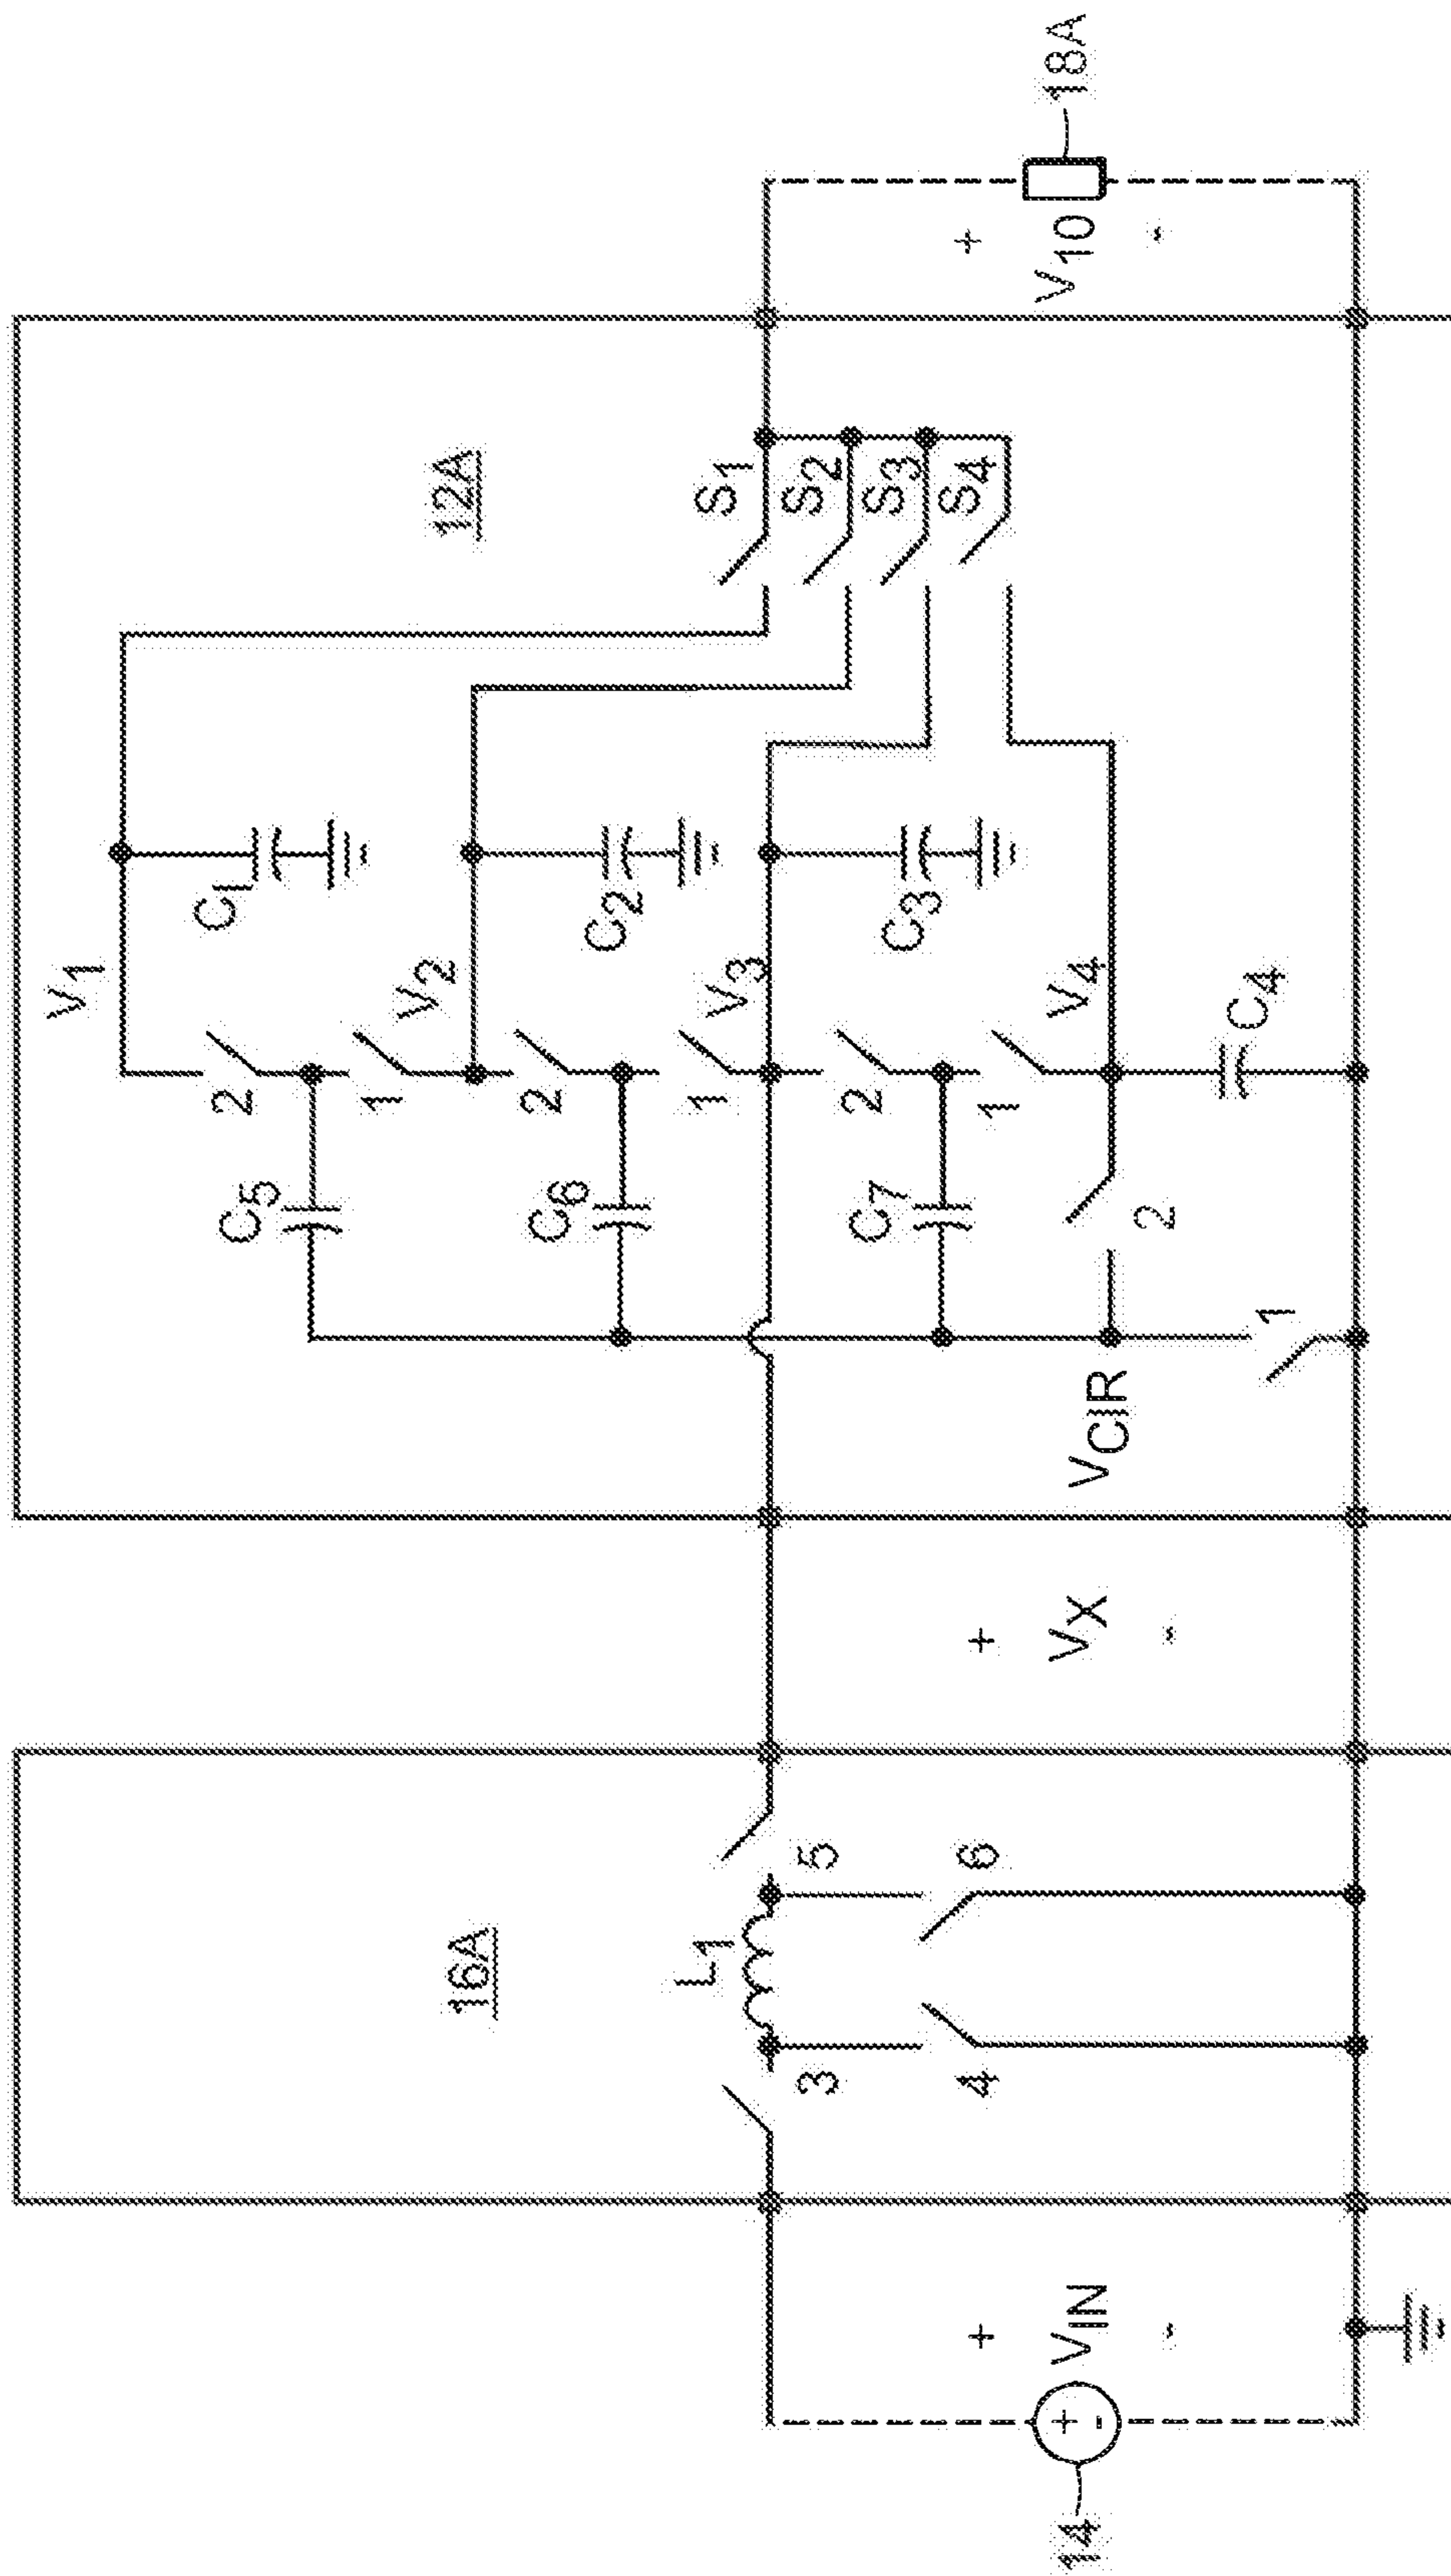 16A
12A
V1
C1
2
C5
1
V2
C2
2
C6
1
V3
C3
2
C7
1
V4
C4
2
VCIR
1
S1
S2
S3
S4
L1
3
4
5
6
+
VIN
-
+
-
14
+
VX
-
+
V10
-
18A